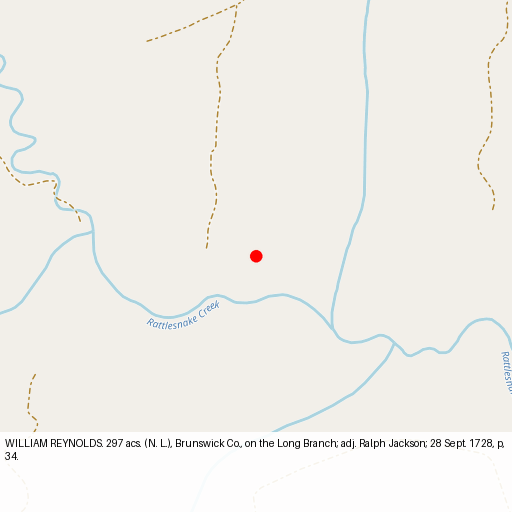 Rattlesnake Creek
WILLIAM REYNOLDS. 297 acs. (N. L.), Brunswick Co., on the Long Branch; adj. Ralph Jackson; 28 Sept. 1728, p,
34.